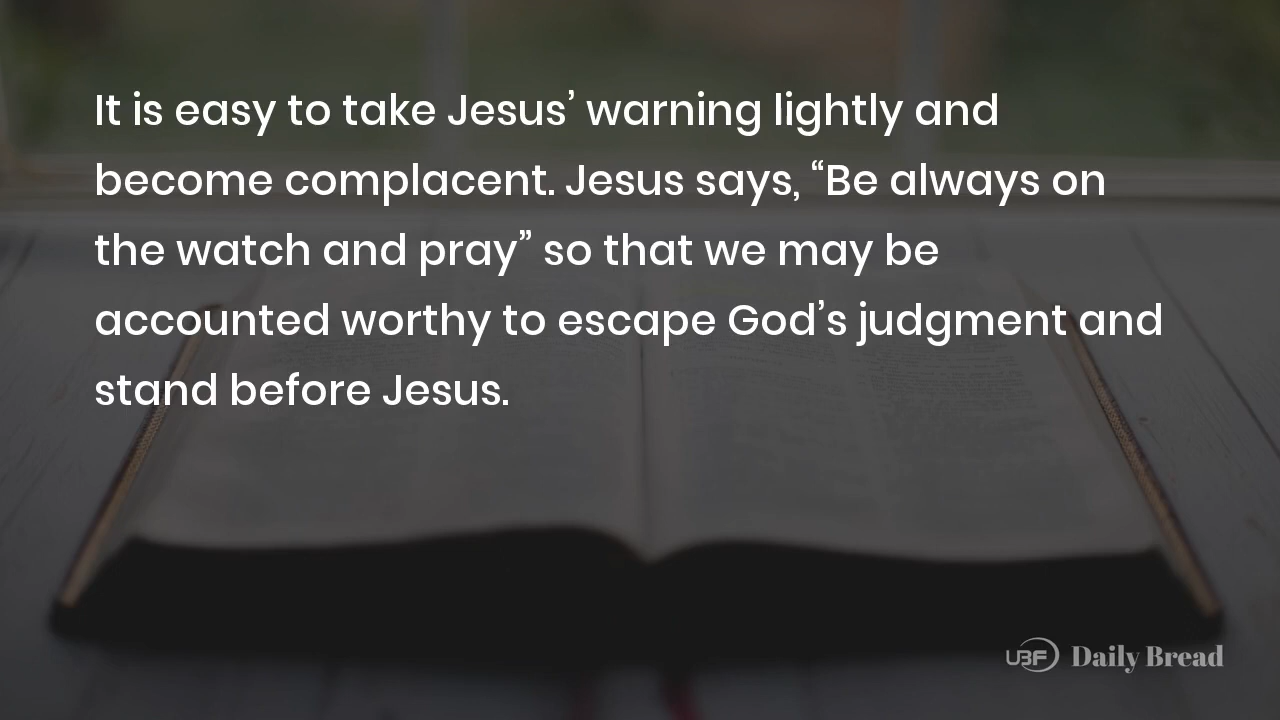 It is easy to take Jesus’ warning lightly and
become complacent. Jesus says, “Be always on
the watch and pray” so that we may be
accounted worthy to escape God’s judgment and
stand before Jesus.
UBF Daily Bread